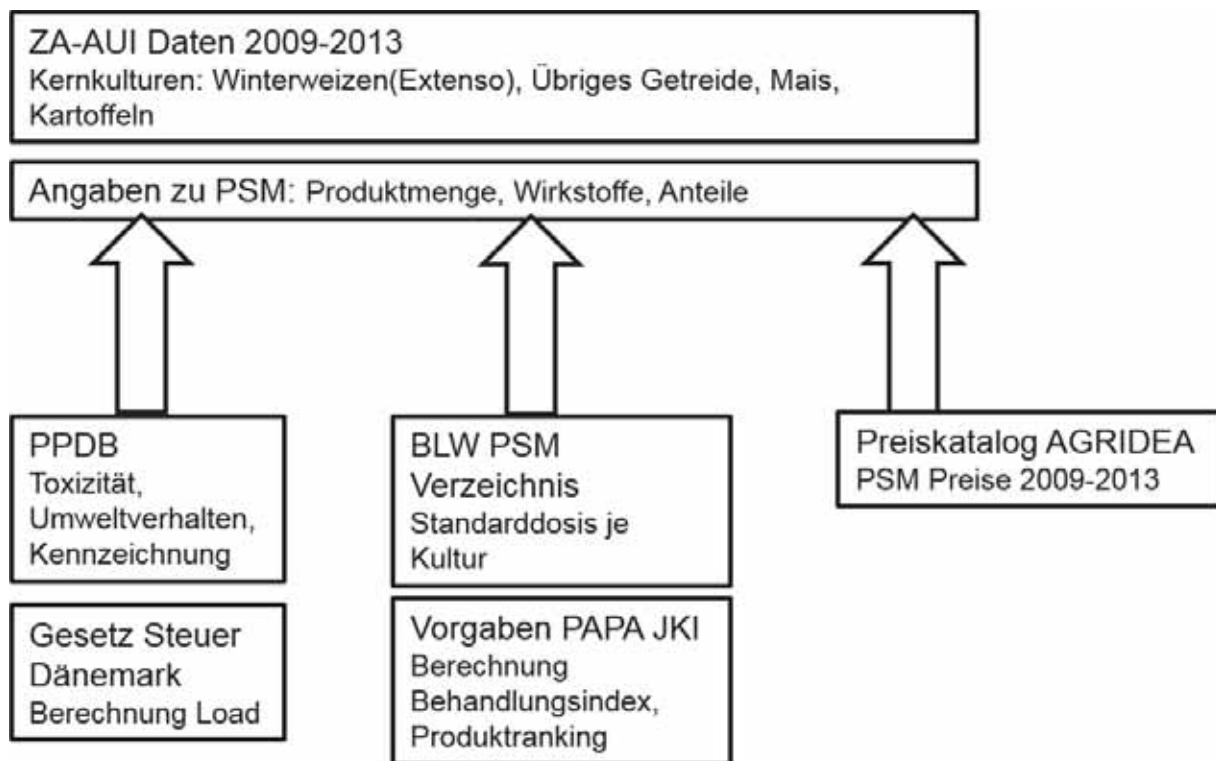 ZA-AUI Daten 2009-2013
Kernkulturen: Winterweizen(Extenso), Übriges Getreide, Mais,
Kartoffeln
Angaben zu PSM: Produktmenge, Wirkstoffe, Anteile
PPDB
Toxizität,
Umweltverhalten,
Kennzeichnung
Gesetz Steuer
Dänemark
Berechnung Load
BLW PSM
Verzeichnis
Standarddosis je
Kultur
Vorgaben PAPA JKI
Berechnung
Behandlungsindex,
Produktranking
Preiskatalog AGRIDEA
PSM Preise 2009-2013